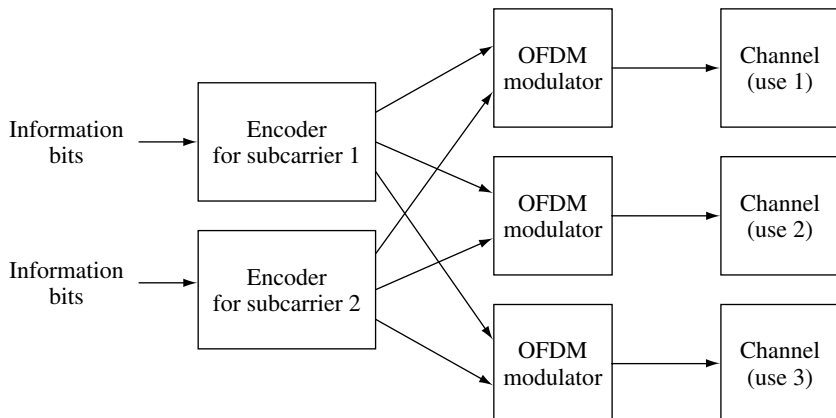 Information
bits
Encoder
for subcarrier 1
Information
bits
Encoder
for subcarrier 2
OFDM
modulator
Channel
(use 1)
OFDM
modulator
Channel
(use 2)
OFDM
modulator
Channel
(use 3)